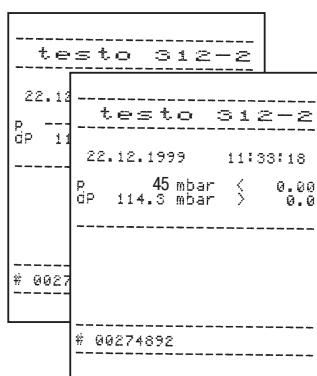 testo 312-2
22.12
P
dP 11
# 0027
testo 312-2
22.12.1999 11:33:18
P 45 mbar < 0.00
dP 114.3 mbar > 0.0
# 00274892